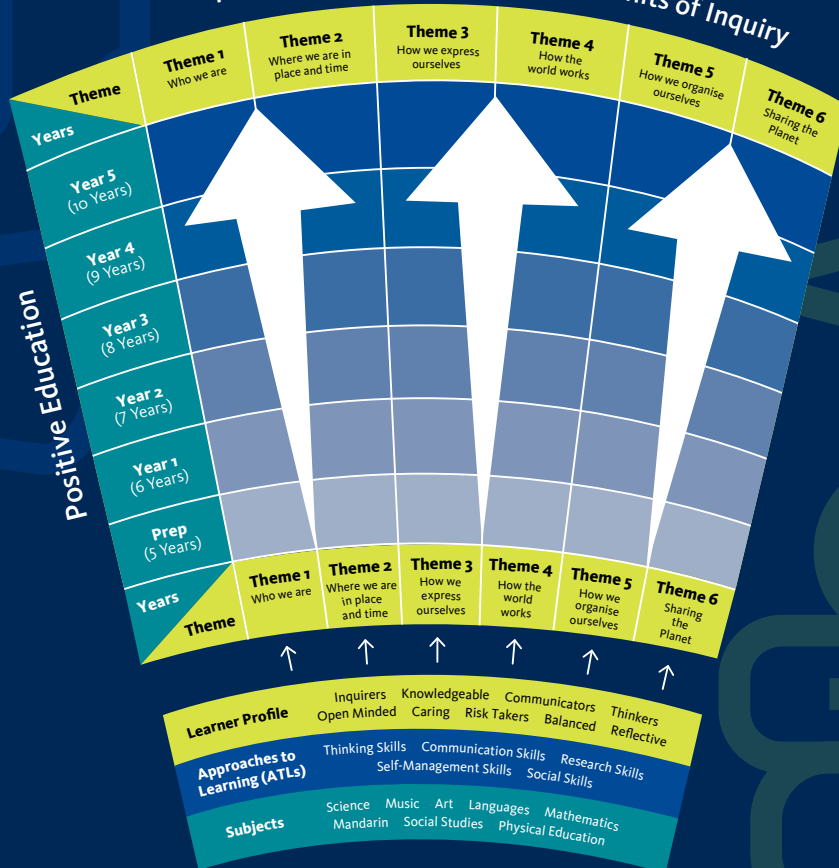 Units of Inquiry
Theme
Theme 1
Who we are
Theme 2
Where we are in
place and time
Theme 3
How we express
ourselves
Theme 4
How the
world works
Theme 5
How we organise
ourselves
Theme 6
Sharing the
Planet
Years
Year 5
(10 Years)
Year 4
(9 Years)
Year 3
(8 Years)
Year 2
(7 Years)
Year 1
(6 Years)
Prep
(5 Years)
Positive Education
Years
Theme
Theme 1
Who we are
Theme 2
Where we are
in place
and time
Theme 3
How we
express
ourselves
Theme 4
How the
world
works
Theme 5
How we
organise
ourselves
Theme 6
Sharing
the
Planet
Learner Profile
Inquirers Knowledgeable Communicators Thinkers
Open Minded Caring Risk Takers Balanced Reflective
Approaches to
Learning (ATLs)
Thinking Skills Communication Skills Research Skills
Self-Management Skills Social Skills
Subjects
Science Music Art Languages Mathematics
Mandarin Social Studies Physical Education